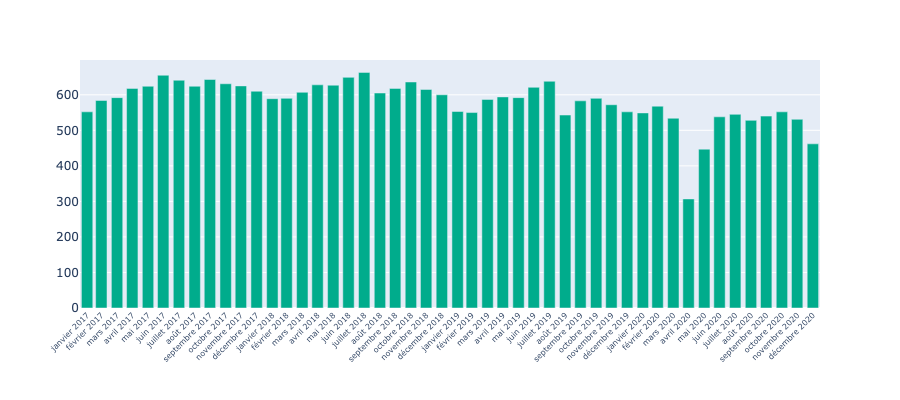 600
500
400
300
200
100
0
janvier 2017
février 2017
mars 2017
avril 2017
mai 2017
juin 2017
juillet 2017
août 2017
septembre 2017
octobre 2017
novembre 2017
décembre 2017
janvier 2018
février 2018
mars 2018
avril 2018
mai 2018
juin 2018
juillet 2018
août 2018
septembre 2018
octobre 2018
novembre 2018
décembre 2018
janvier 2019
février 2019
mars 2019
avril 2019
mai 2019
juin 2019
juillet 2019
août 2019
septembre 2019
octobre 2019
novembre 2019
décembre 2019
janvier 2020
février 2020
mars 2020
avril 2020
mai 2020
juin 2020
juillet 2020
août 2020
septembre 2020
octobre 2020
novembre 2020
décembre 2020